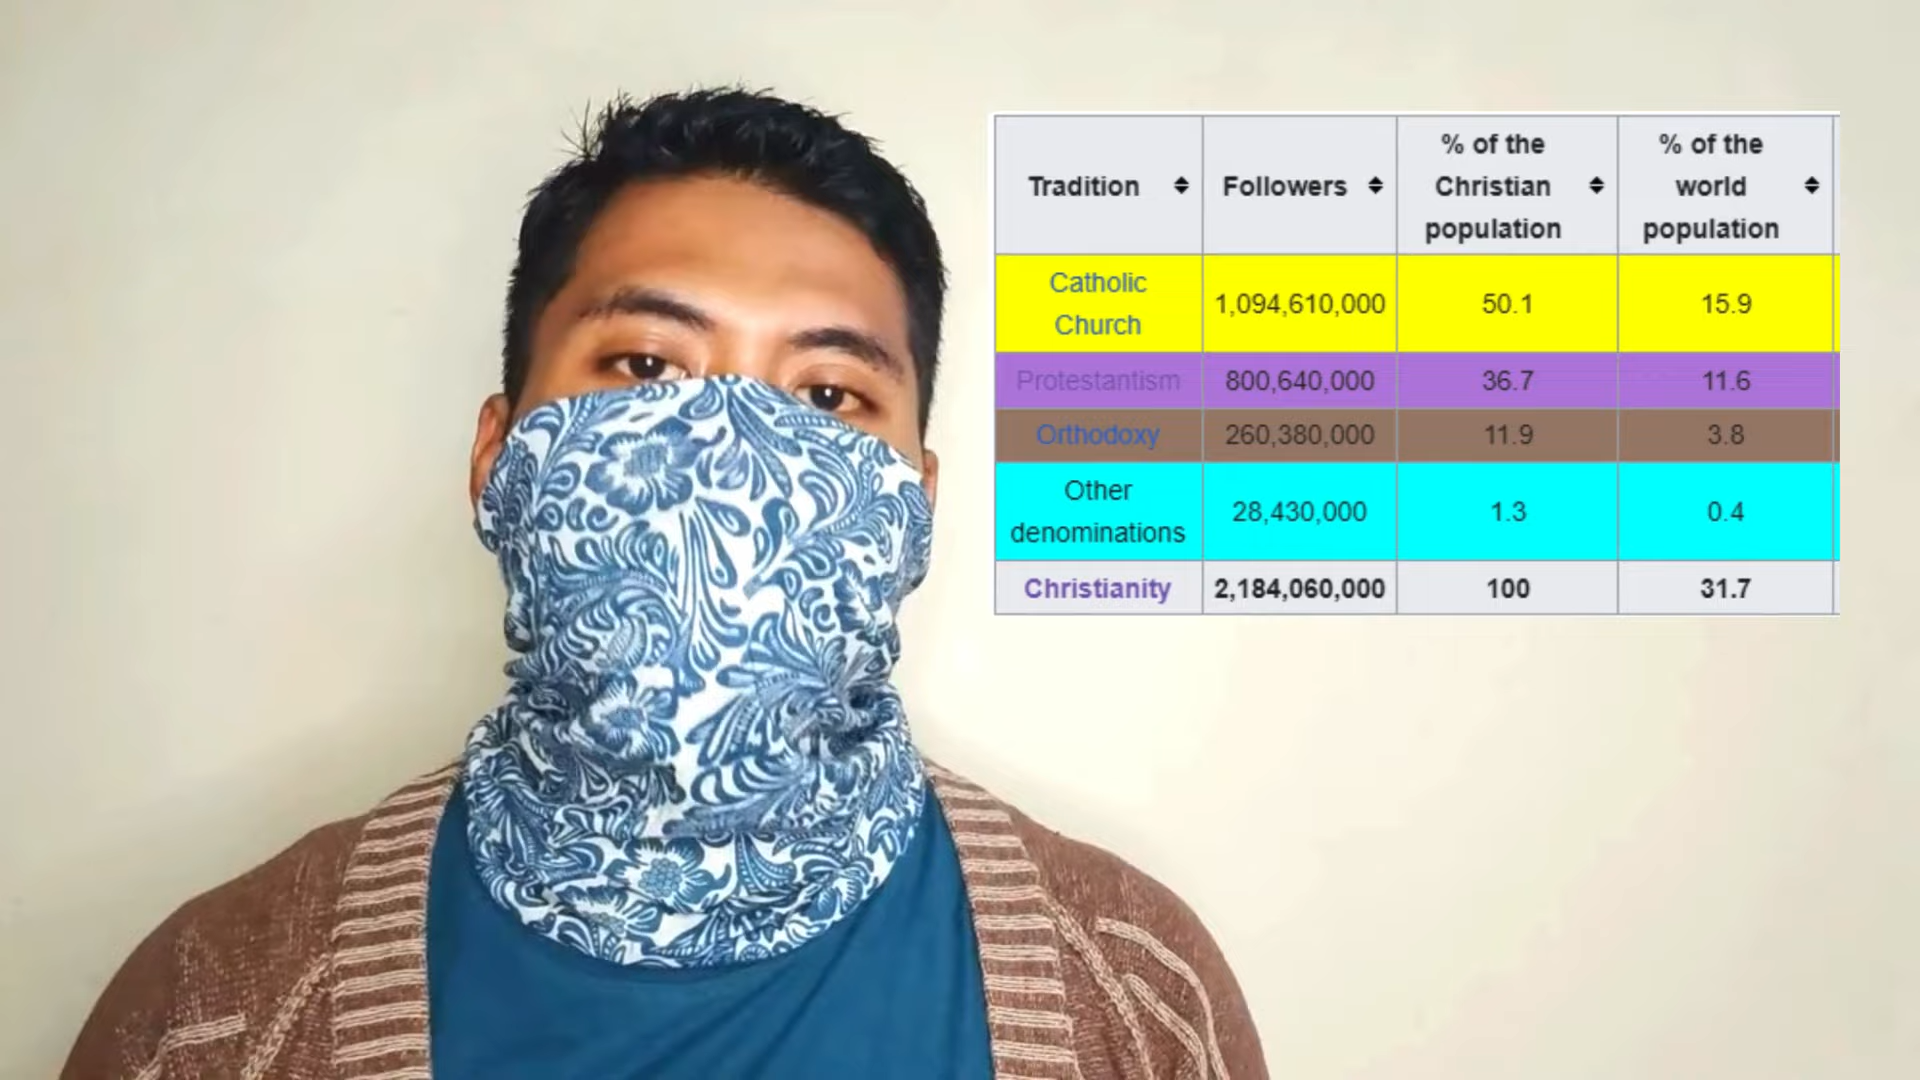 Tradition Followers % of the Christian population % of the world population
Catholic Church 1,094,610,000 50.1 15.9
Protestantism 800,640,000 36.7 11.6
Orthodoxy 260,380,000 11.9 3.8
Other denominations 28,430,000 1.3 0.4
Christianity 2,184,060,000 100 31.7